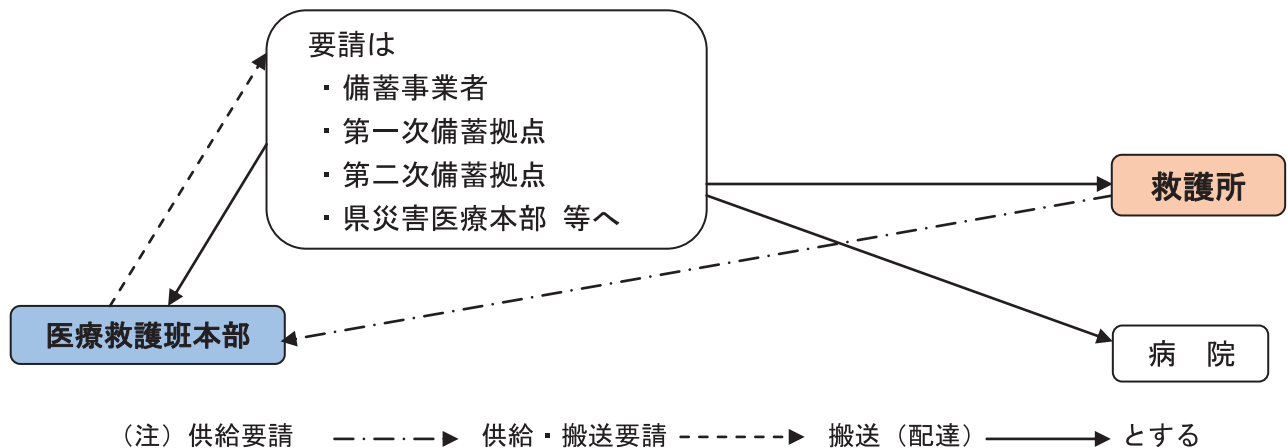 要請は
・備蓄事業者
・第一次備蓄拠点
・第二次備蓄拠点
・県災害医療本部 等へ
救護所
医療救護班本部
病　院
（注）供給要請 供給・搬送要請 搬送（配達） とする